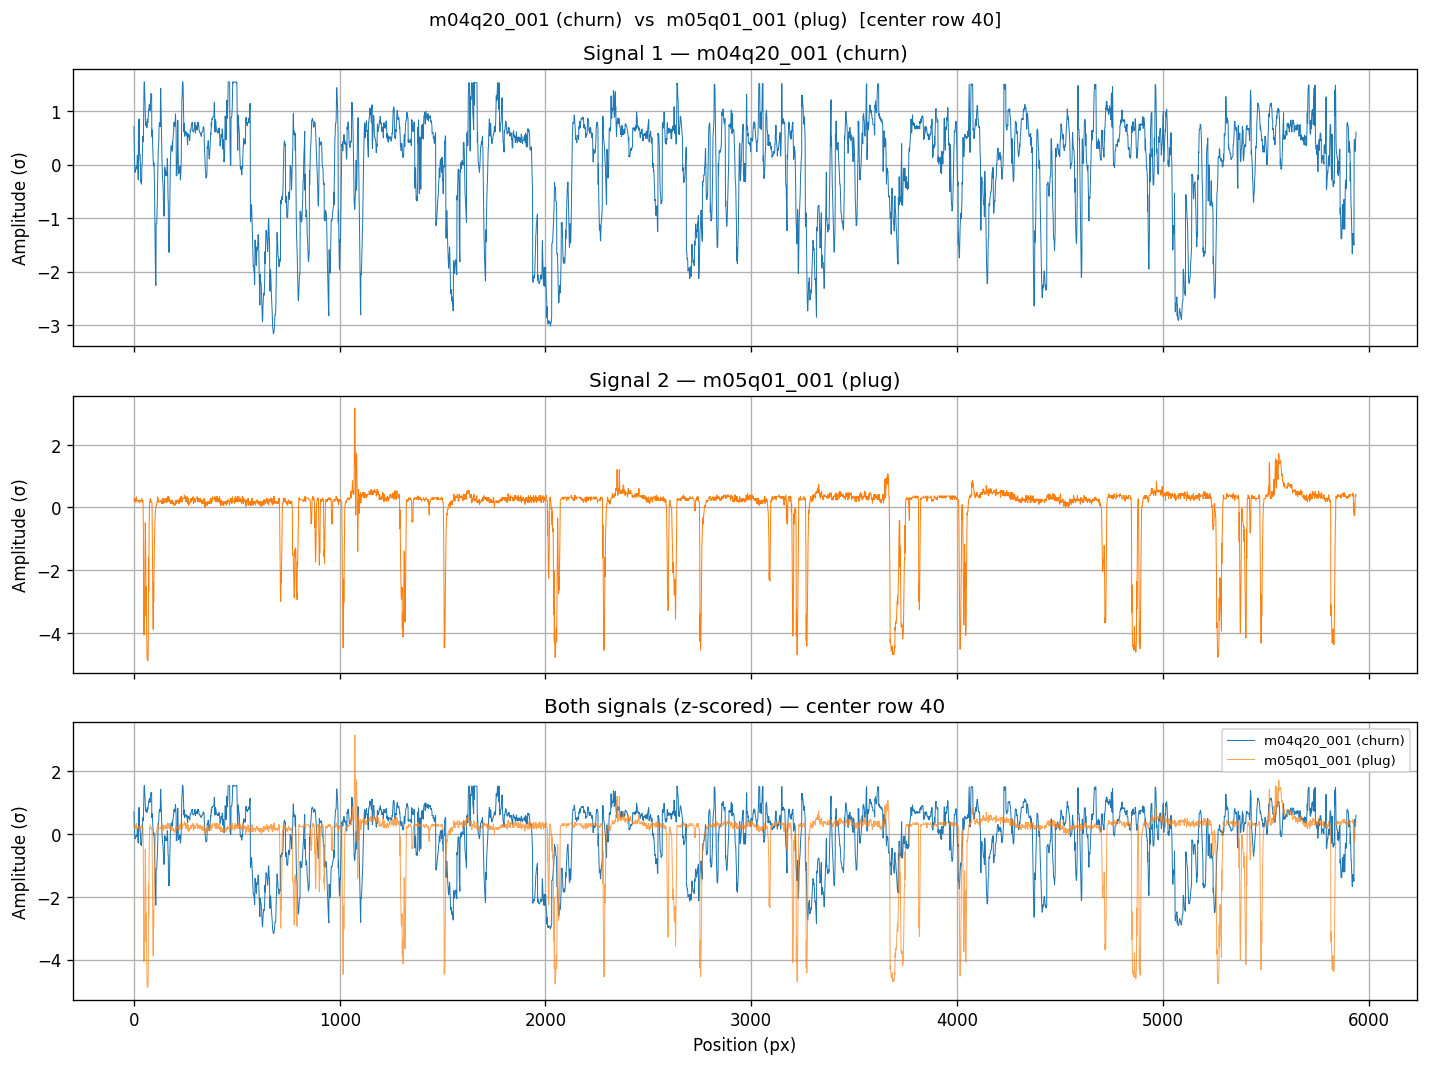 m04q20_001 (churn)  vs  m05q01_001 (plug)  [center row 40]
Signal 1 — m04q20_001 (churn)
Amplitude (σ)
1
0
−1
−2
−3
Signal 2 — m05q01_001 (plug)
Amplitude (σ)
2
0
−2
−4
Both signals (z-scored) — center row 40
Amplitude (σ)
2
0
−2
−4
m04q20_001 (churn)
m05q01_001 (plug)
0 1000 2000 3000 4000 5000 6000
Position (px)